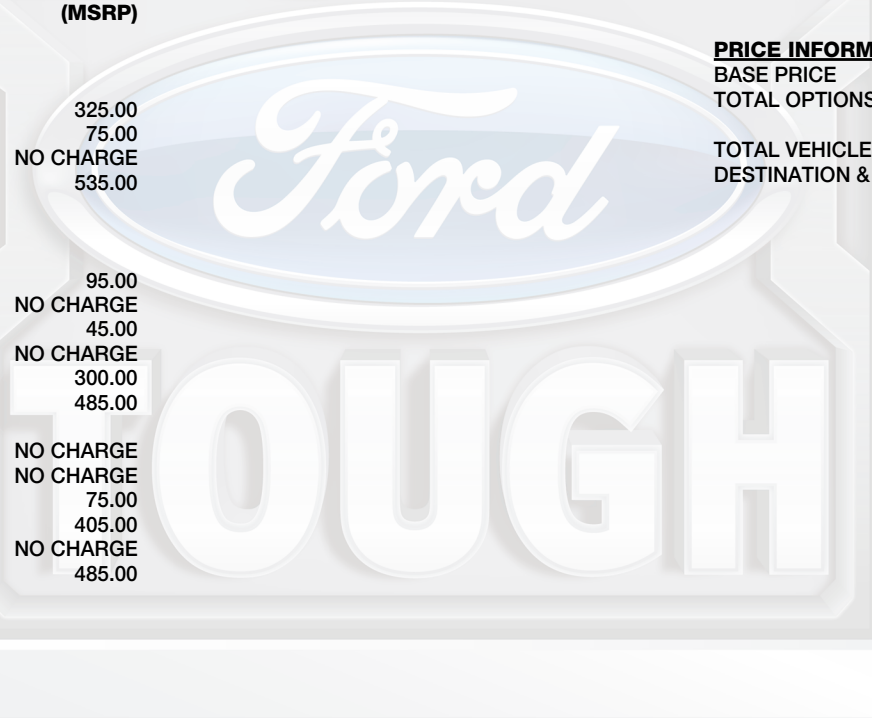 (MSRP)
325.00
75.00
NO CHARGE
535.00
95.00
NO CHARGE
45.00
NO CHARGE
300.00
485.00
NO CHARGE
NO CHARGE
75.00
405.00
NO CHARGE
485.00
PRICE INFORM
BASE PRICE
TOTAL OPTIONS
TOTAL VEHICLE
DESTINATION &
Ford
TOUGH